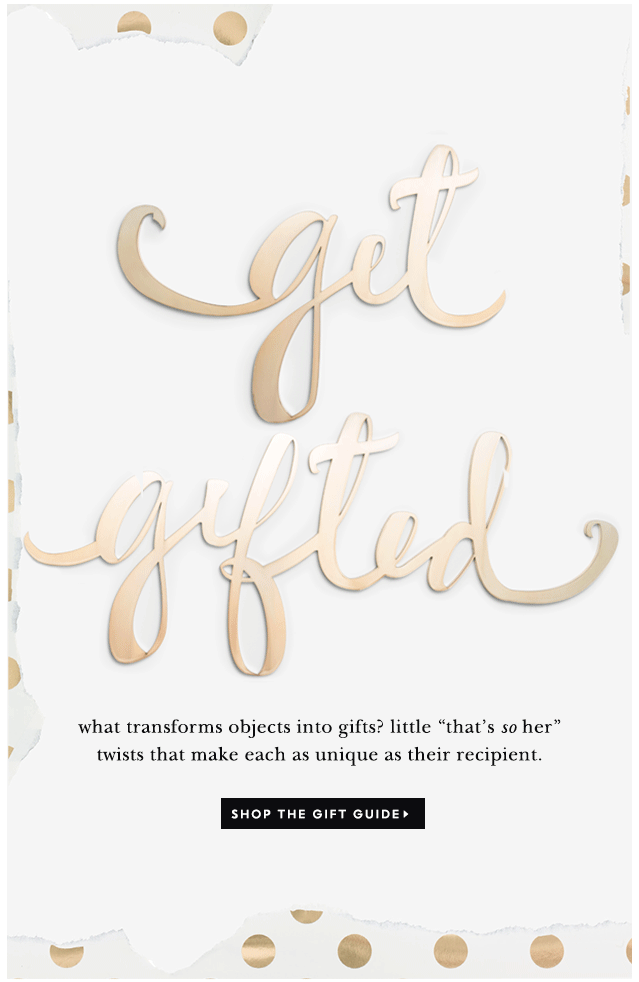 get
gifted
what transforms objects into gifts? little “that’s so her”
twists that make each as unique as their recipient.
SHOP THE GIFT GUIDE